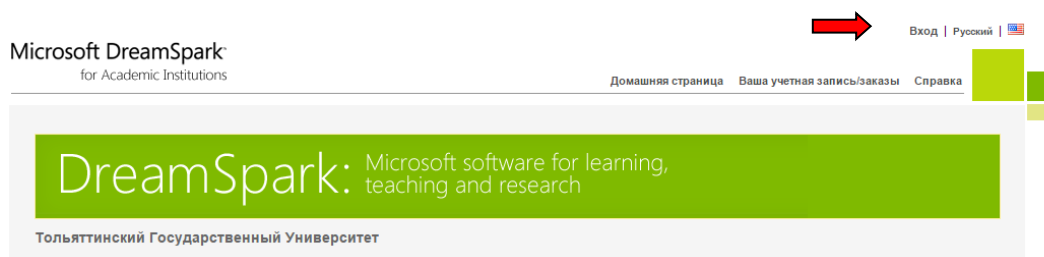 Вход | Русский |
Microsoft DreamSpark
for Academic Institutions
Домашняя страница Ваша учетная запись/заказы Справка
DreamSpark: Microsoft software for learning,
teaching and research
Тольяттинский Государственный Университет